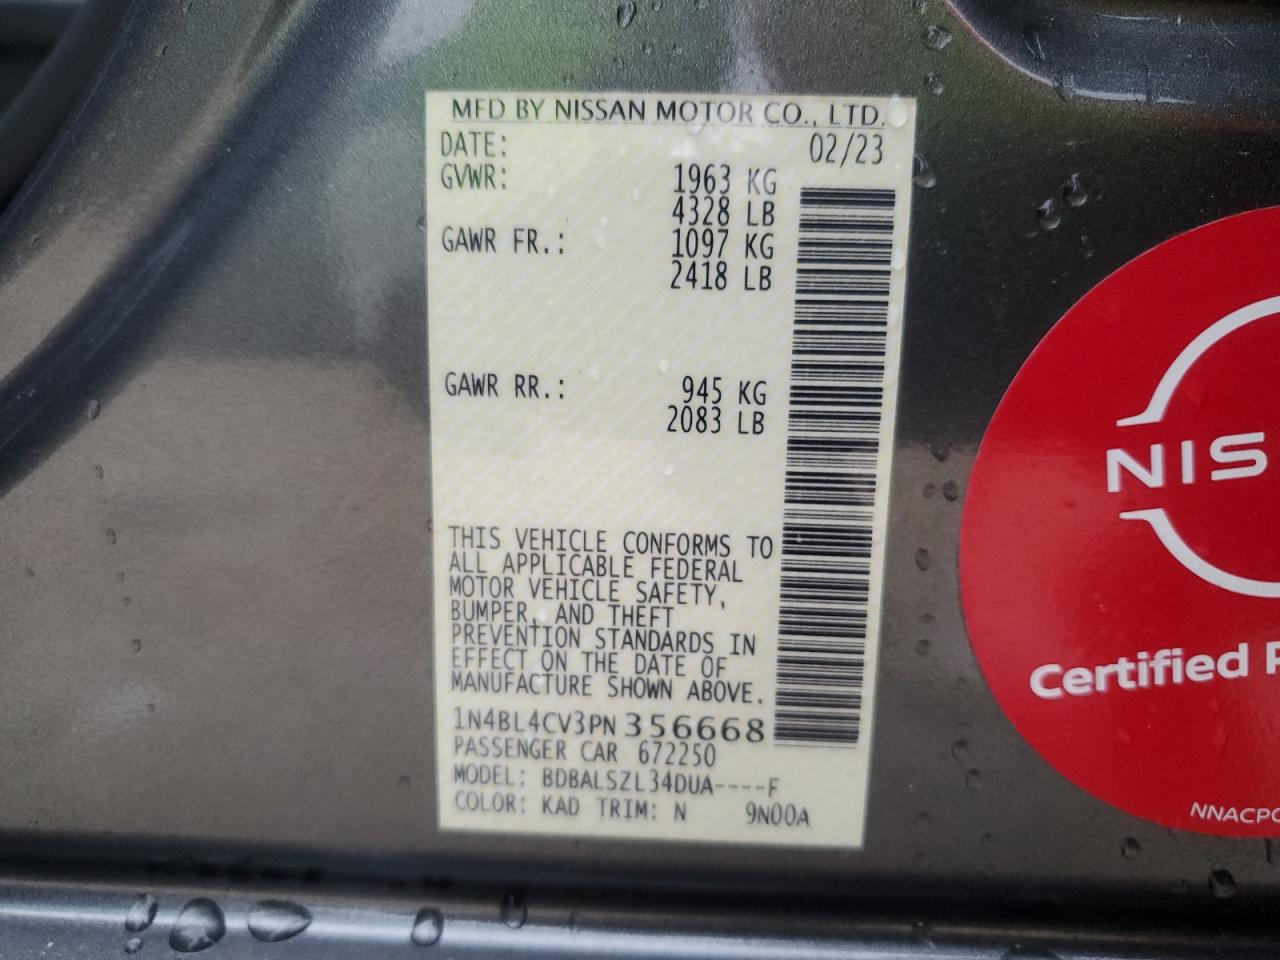 MFD BY NISSAN MOTOR CO., LTD.
DATE: 02/23
GVWR: 1963 KG
4328 LB
GAWR FR.: 1097 KG
2418 LB
GAWR RR.: 945 KG
2083 LB
THIS VEHICLE CONFORMS TO
ALL APPLICABLE FEDERAL
MOTOR VEHICLE SAFETY,
BUMPER, AND THEFT
PREVENTION STANDARDS IN
EFFECT ON THE DATE OF
MANUFACTURE SHOWN ABOVE.
1N4BL4CV3PN356668
PASSENGER CAR 672250
MODEL: BDBALSZL34DUA----F
COLOR: KAD TRIM: N 9N00A
NIS
Certified P
NNACPO